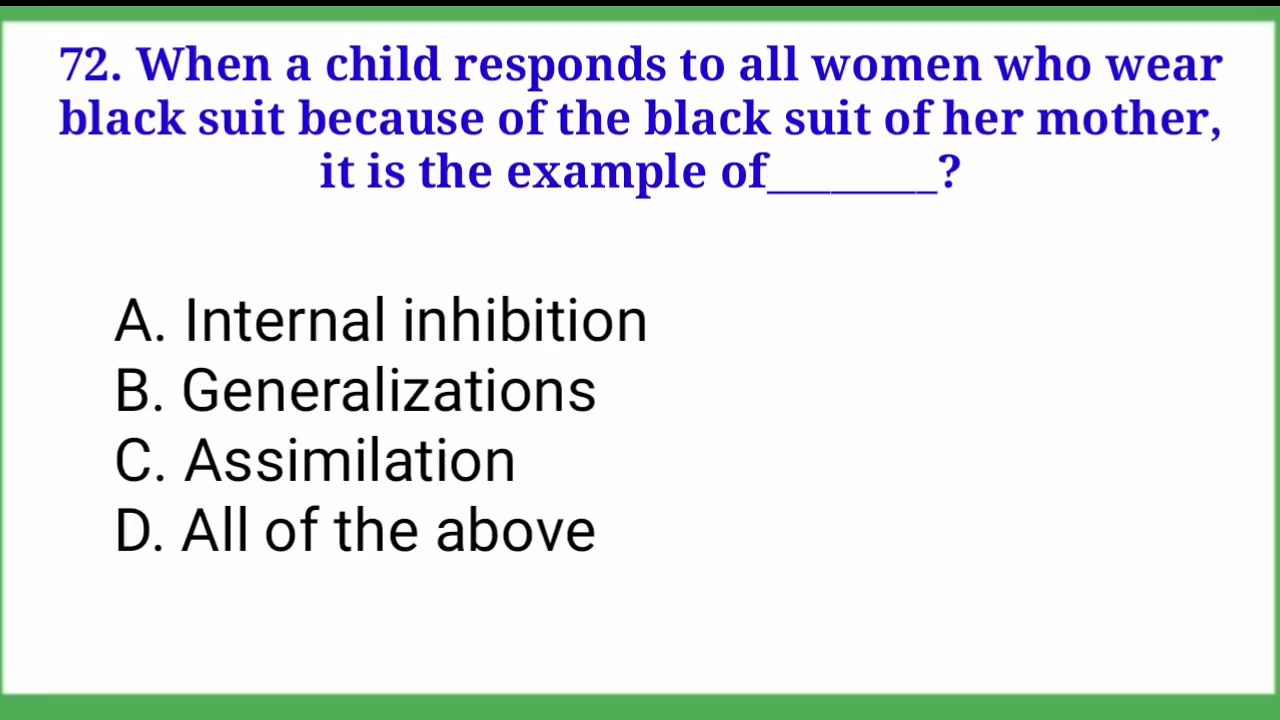 72. When a child responds to all women who wear
black suit because of the black suit of her mother,
it is the example of________?
A. Internal inhibition
B. Generalizations
C. Assimilation
D. All of the above